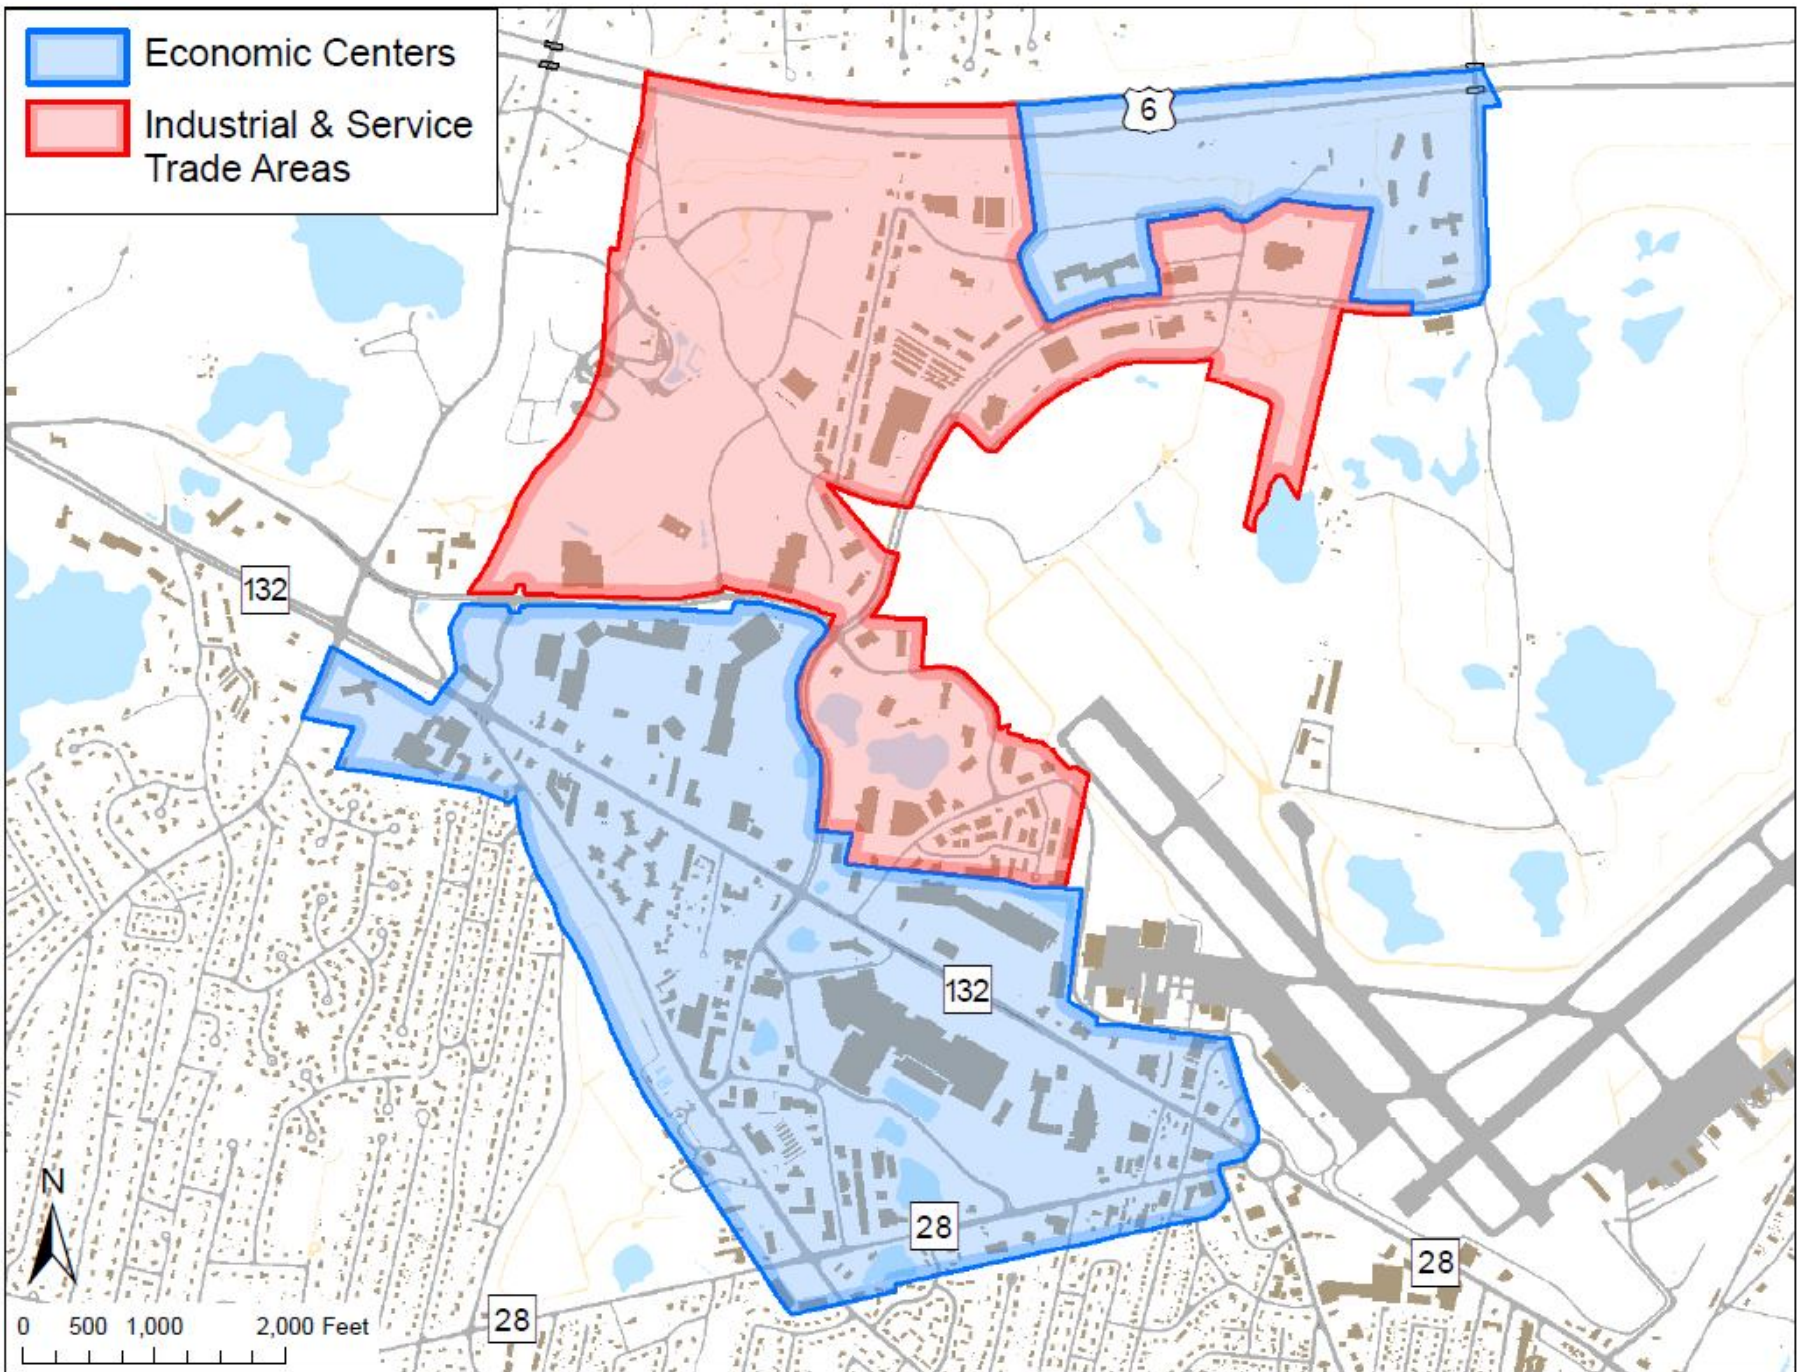 Economic Centers
Industrial & Service
Trade Areas
6
132
132
28
28
28
N
0 500 1,000 2,000 Feet